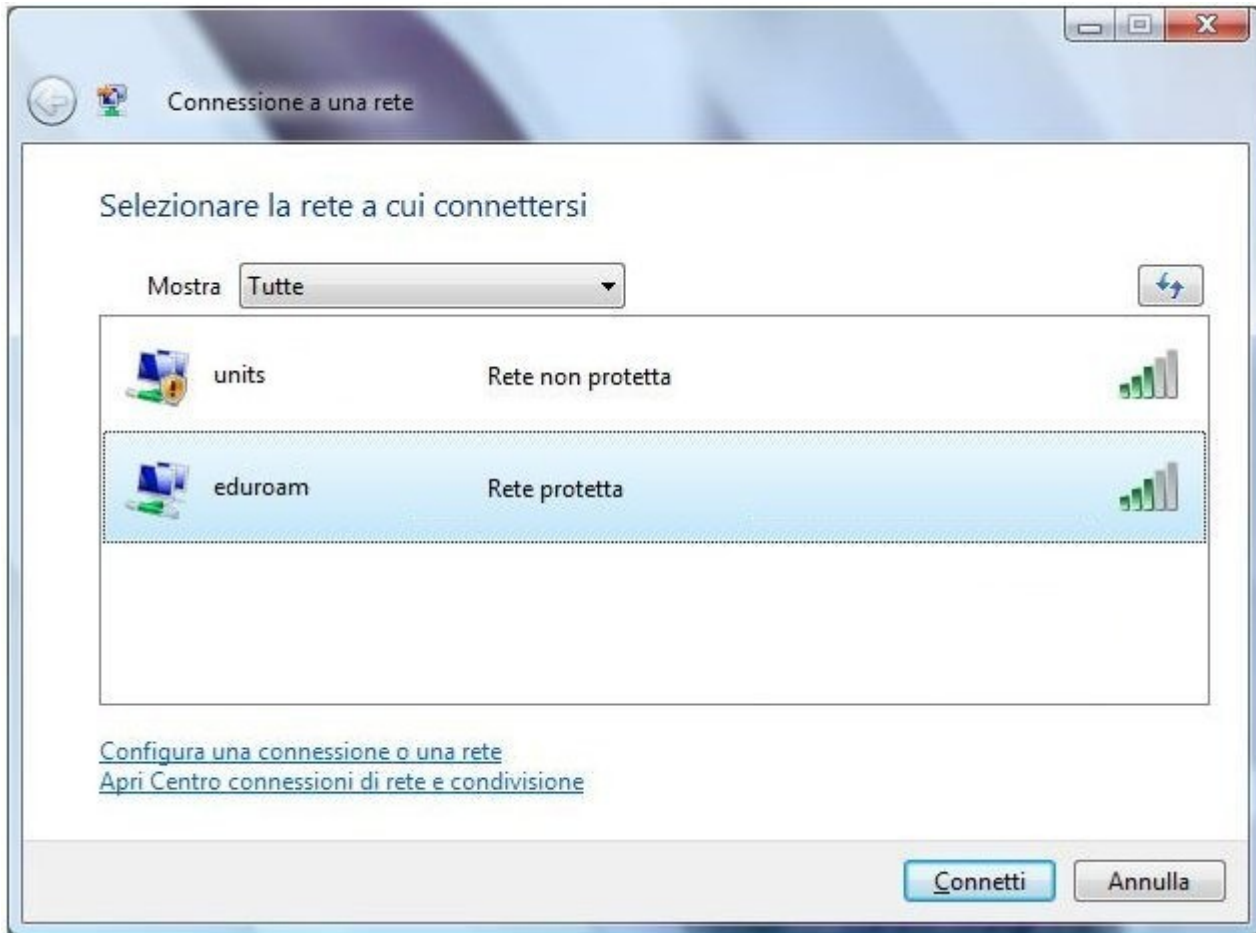 Connessione a una rete
Selezionare la rete a cui connettersi
Mostra Tutte
units Rete non protetta
eduroam Rete protetta
Configura una connessione o una rete
Apri Centro connessioni di rete e condivisione
Connetti Annulla